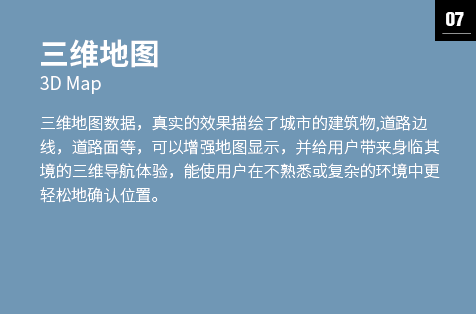 07
三维地图
3D Map
三维地图数据，真实的效果描绘了城市的建筑物,道路边
线，道路面等，可以增强地图显示，并给用户带来身临其
境的三维导航体验，能使用户在不熟悉或复杂的环境中更
轻松地确认位置。